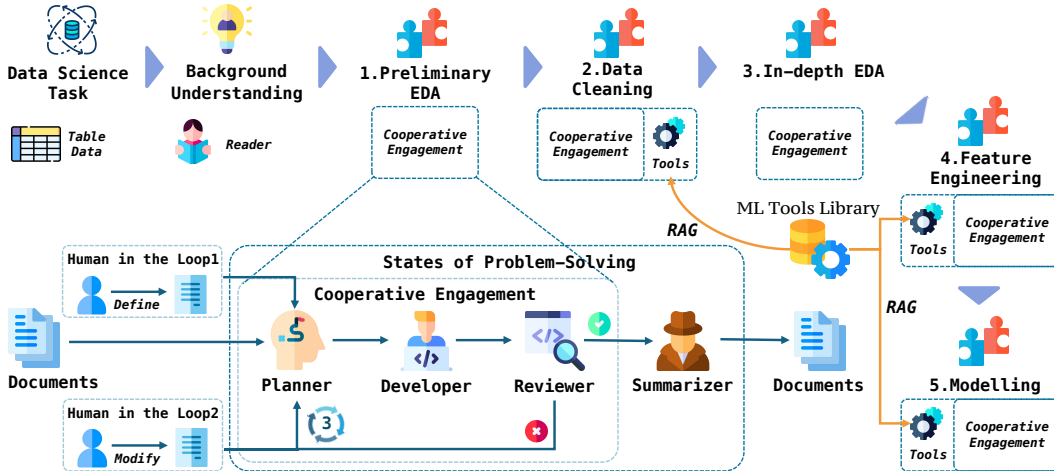 Data Science
Task
Background
Understanding
1.Preliminary
EDA
2.Data
Cleaning
3.In-depth EDA
Table
Data
Reader
Cooperative
Engagement
Cooperative
Engagement
Tools
Cooperative
Engagement
4.Feature
Engineering
Tools
Cooperative
Engagement
ML Tools Library
RAG
RAG
Human in the Loop1
Define
States of Problem-Solving
Cooperative Engagement
Documents
Planner
Developer
Reviewer
Summarizer
Documents
5.Modelling
Human in the Loop2
Modify
3
Tools
Cooperative
Engagement